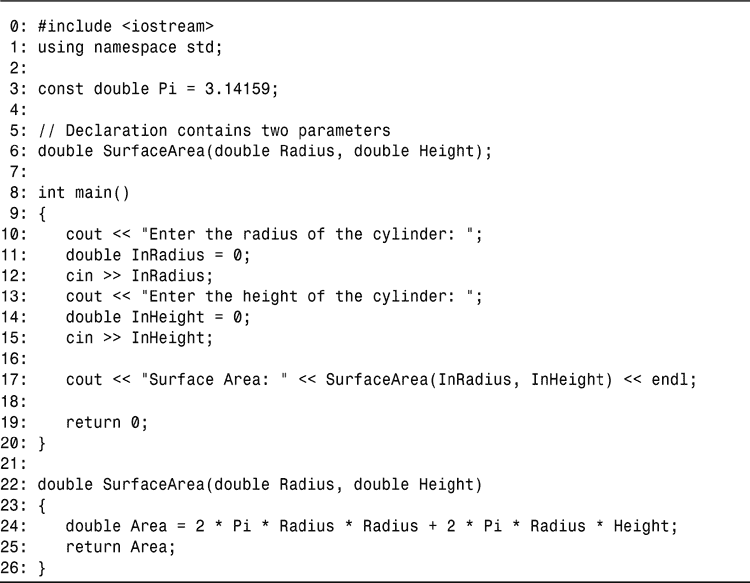 0: #include <iostream>
1: using namespace std;
2:
3: const double Pi = 3.14159;
4:
5: // Declaration contains two parameters
6: double SurfaceArea(double Radius, double Height);
7:
8: int main()
9: {
10:    cout << "Enter the radius of the cylinder: ";
11:    double InRadius = 0;
12:    cin >> InRadius;
13:    cout << "Enter the height of the cylinder: ";
14:    double InHeight = 0;
15:    cin >> InHeight;
16:
17:    cout << "Surface Area: " << SurfaceArea(InRadius, InHeight) << endl;
18:
19:    return 0;
20: }
21:
22: double SurfaceArea(double Radius, double Height)
23: {
24:    double Area = 2 * Pi * Radius * Radius + 2 * Pi * Radius * Height;
25:    return Area;
26: }